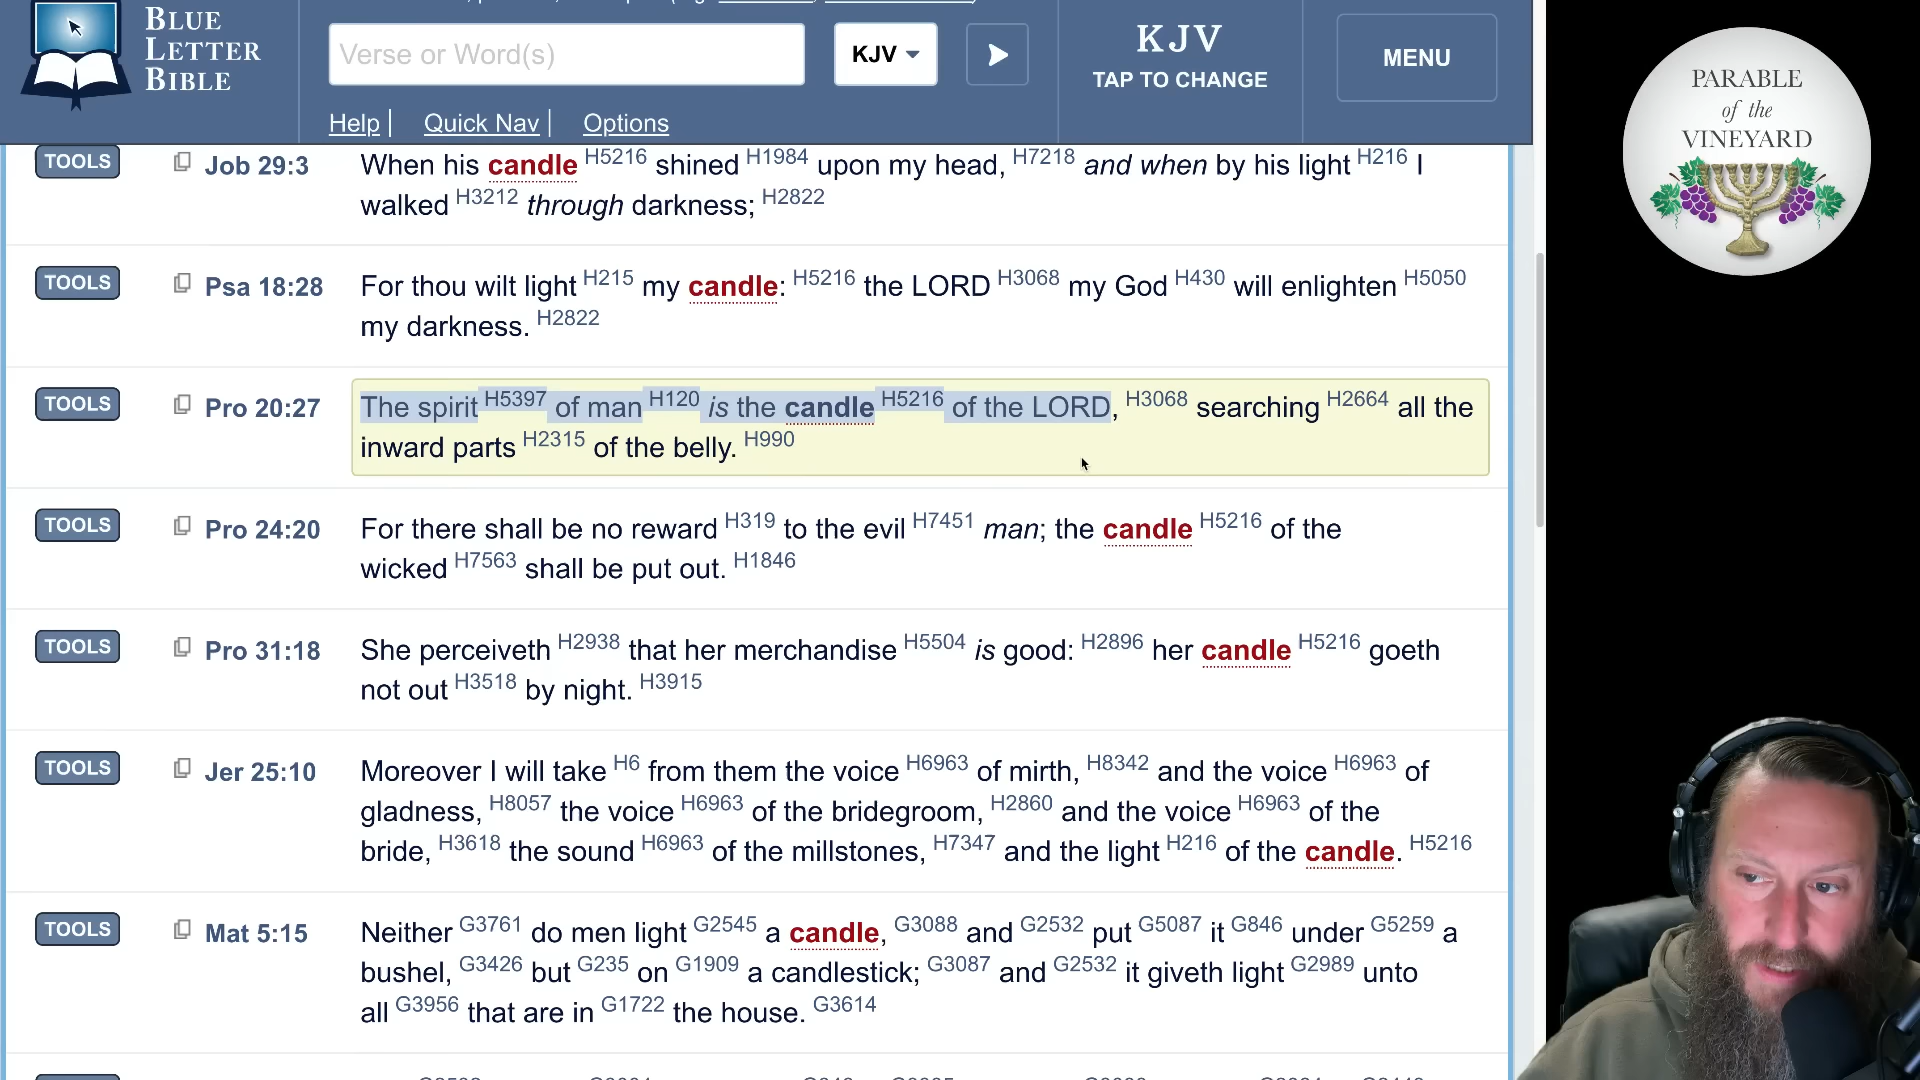 BLUE
LETTER
BIBLE
Verse or Word(s)
KJV
KJV
TAP TO CHANGE
MENU
Help | Quick Nav | Options
PARABLE
of the
VINEYARD
TOOLS Job 29:3 When his candle H5216 shined H1984 upon my head, H7218 and when by his light H216 I
walked H3212 through darkness; H2822
TOOLS Psa 18:28 For thou wilt light H215 my candle: H5216 the LORD H3068 my God H430 will enlighten H5050
my darkness. H2822
TOOLS Pro 20:27 The spirit H5397 of man H120 is the candle H5216 of the LORD, H3068 searching H2664 all the
inward parts H2315 of the belly. H990
TOOLS Pro 24:20 For there shall be no reward H319 to the evil H7451 man; the candle H5216 of the
wicked H7563 shall be put out. H1846
TOOLS Pro 31:18 She perceiveth H2938 that her merchandise H5504 is good: H2896 her candle H5216 goeth
not out H3518 by night. H3915
TOOLS Jer 25:10 Moreover I will take H6 from them the voice H6963 of mirth, H8342 and the voice H6963 of
gladness, H8057 the voice H6963 of the bridegroom, H2860 and the voice H6963 of the
bride, H3618 the sound H6963 of the millstones, H7347 and the light H216 of the candle. H5216
TOOLS Mat 5:15 Neither G3761 do men light G2545 a candle, G3088 and G2532 put G5087 it G846 under G5259 a
bushel, G3426 but G235 on G1909 a candlestick; G3087 and G2532 it giveth light G2989 unto
all G3956 that are in G1722 the house. G3614